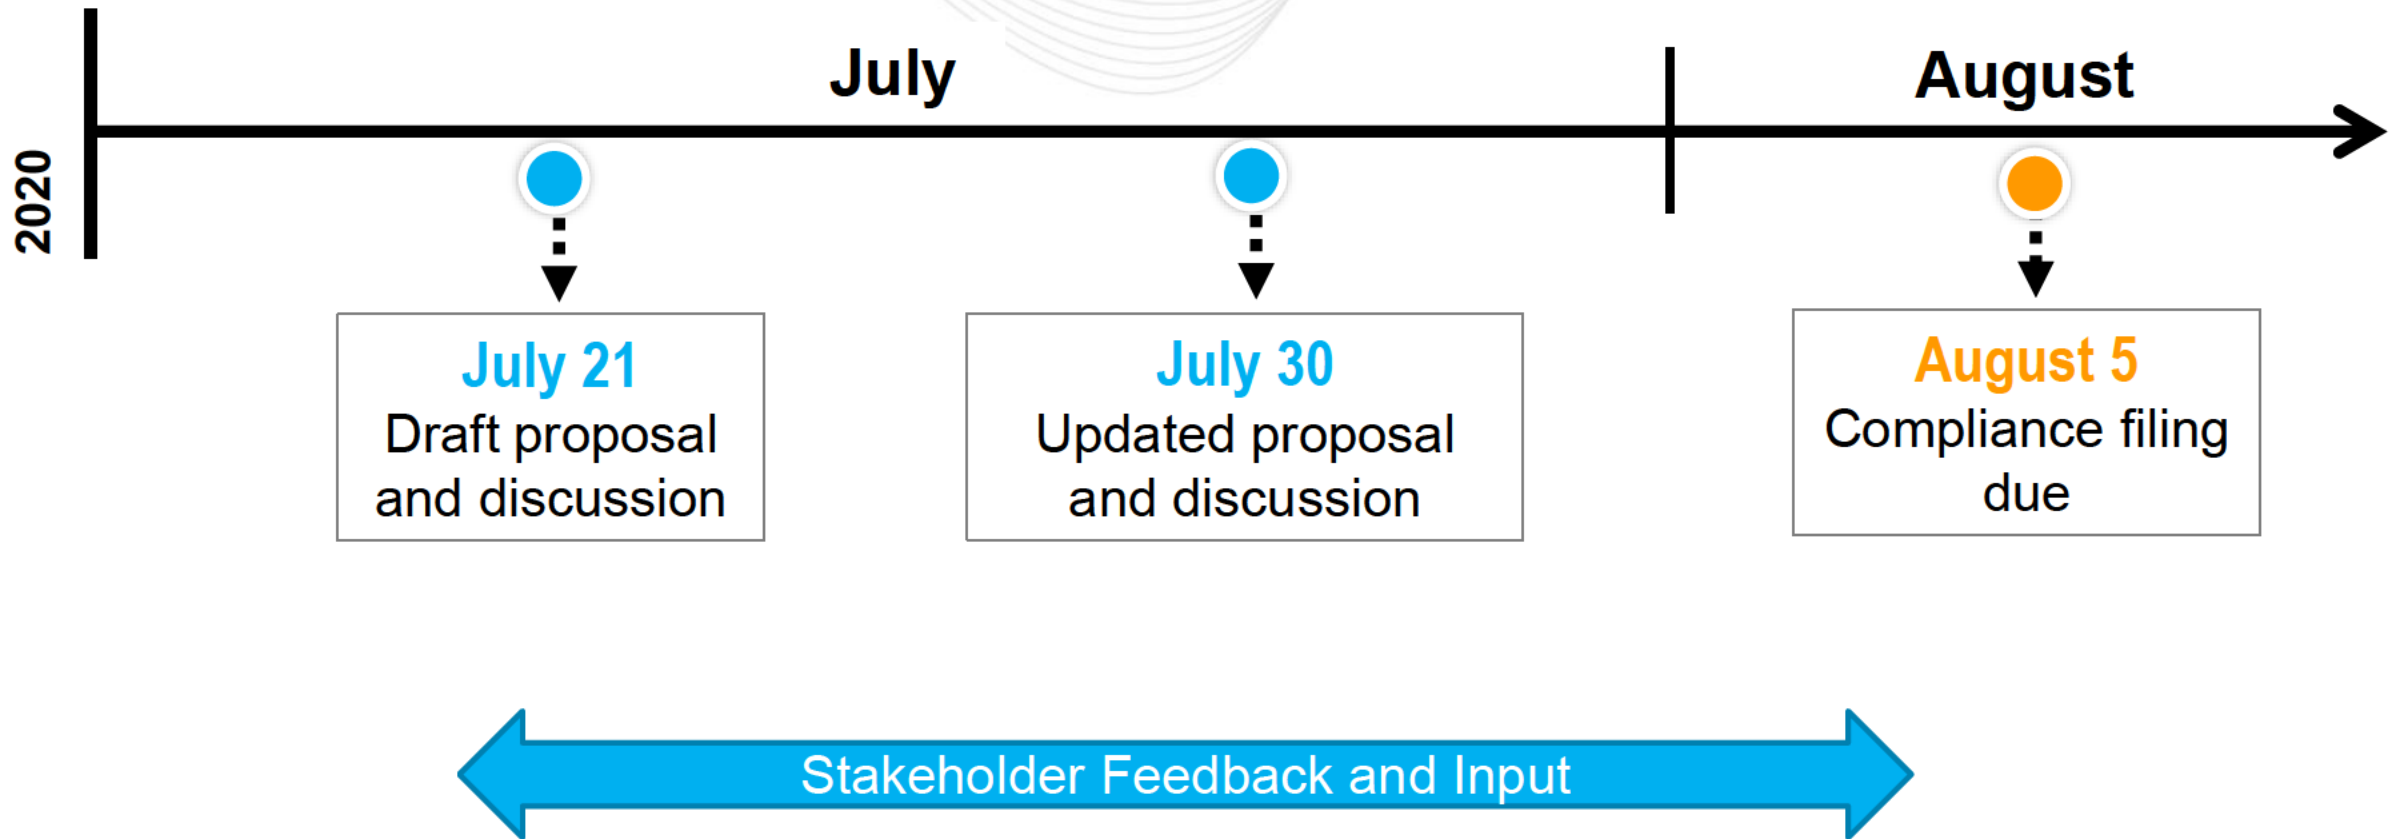 2020
July
August
July 21
Draft proposal
and discussion
July 30
Updated proposal
and discussion
August 5
Compliance filing
due
Stakeholder Feedback and Input